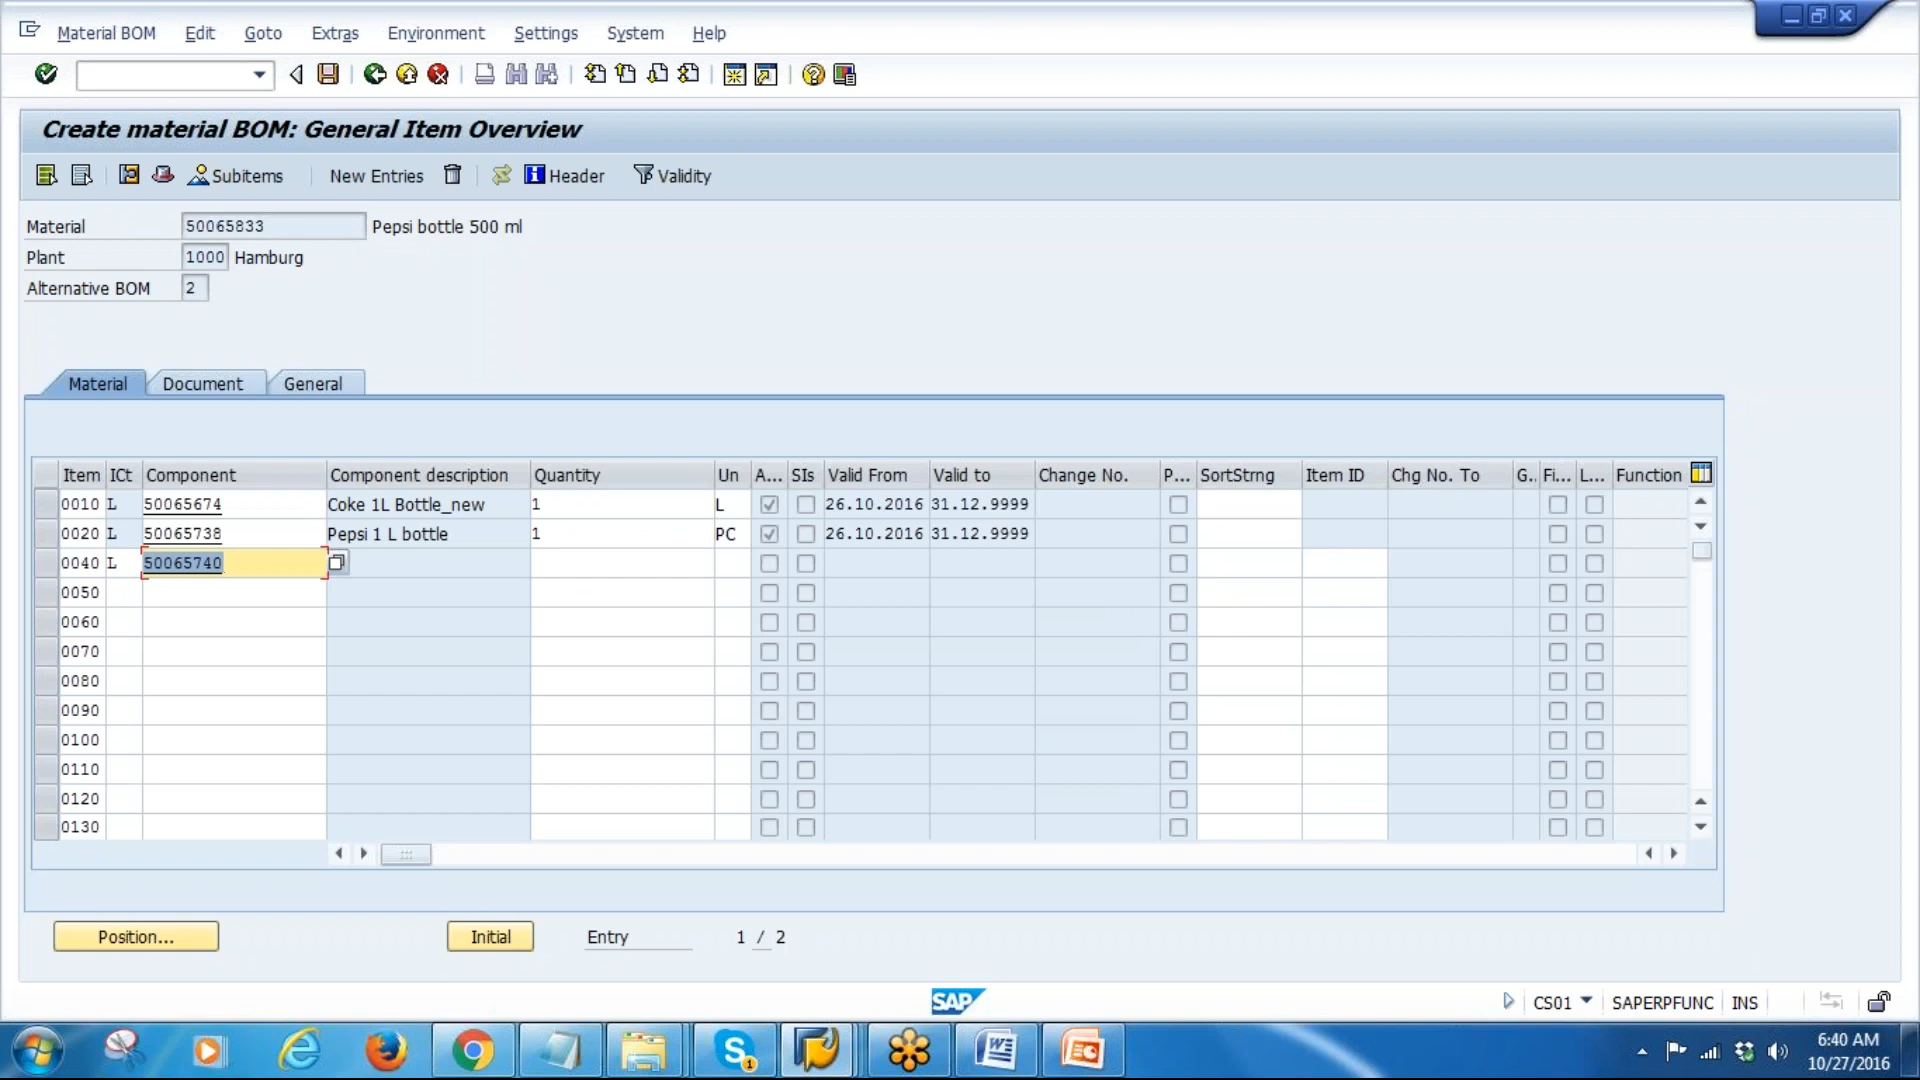 Material BOM Edit Goto Extras Environment Settings System Help
Create material BOM: General Item Overview
Subitems New Entries Header Validity
Material 50065833 Pepsi bottle 500 ml
Plant 1000 Hamburg
Alternative BOM 2
Material Document General
Item ICt Component Component description Quantity Un A... SIs Valid From Valid to Change No. P... SortStrng Item ID Chg No. To G.. Fi... L... Function
0010 L 50065674 Coke 1L Bottle_new 1 L 26.10.2016 31.12.9999
0020 L 50065738 Pepsi 1 L bottle 1 PC 26.10.2016 31.12.9999
0040 L 50065740
0050
0060
0070
0080
0090
0100
0110
0120
0130
Position... Initial Entry 1 / 2
SAP CS01 SAPERPFUNC INS
6:40 AM
10/27/2016